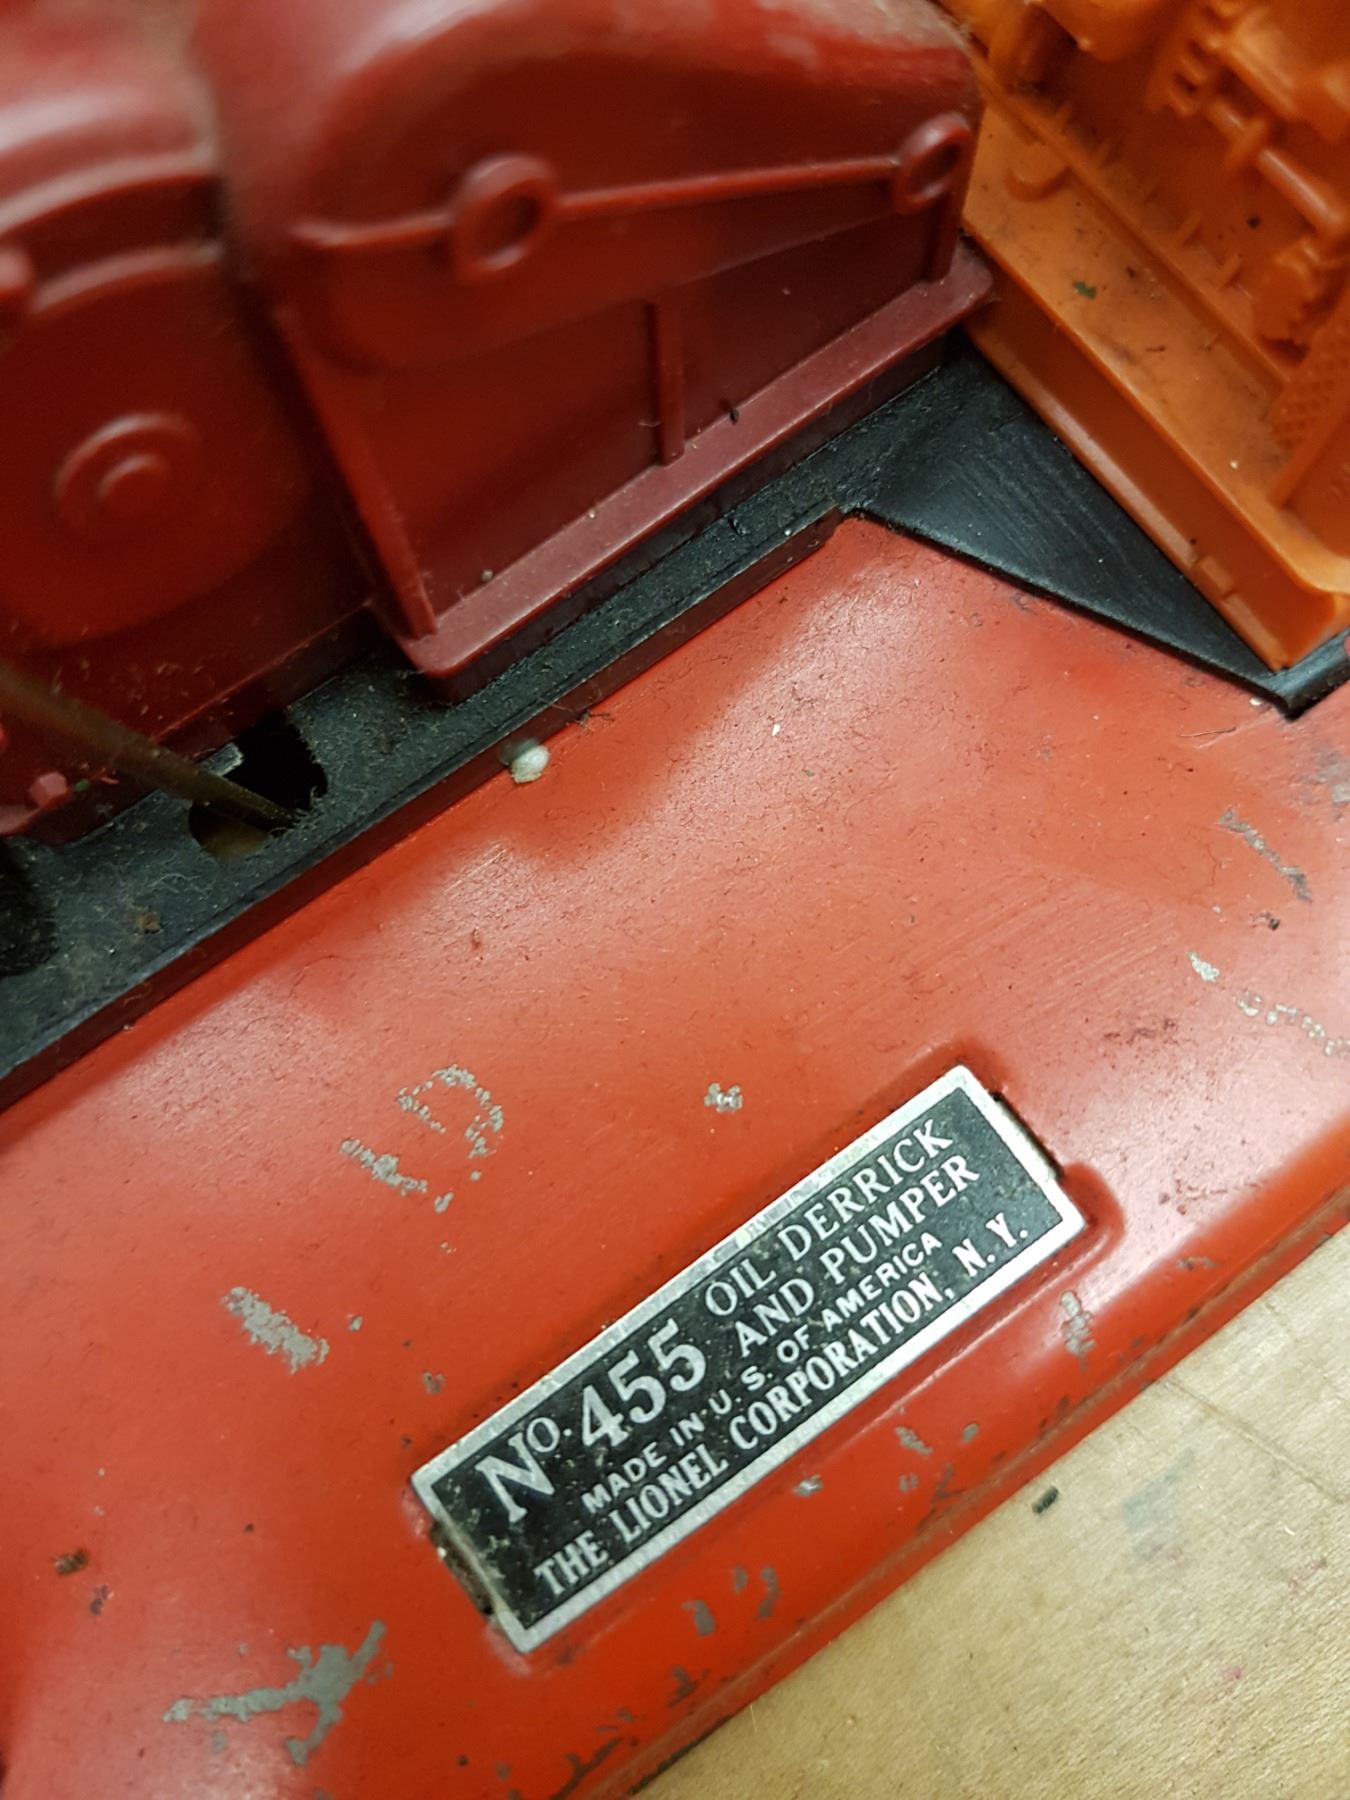 No. 455 OIL DERRICK
AND PUMPER
MADE IN U. S. OF AMERICA
THE LIONEL CORPORATION, N. Y.